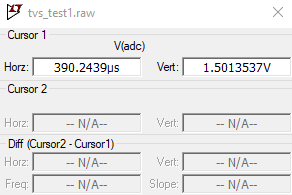 tvs_test1.raw
Cursor 1
V(adc)
Horz: 390.2439µs Vert: 1.5013537V
Cursor 2
Horz: -- N/A-- Vert: -- N/A--
Diff (Cursor2 - Cursor1)
Horz: -- N/A-- Vert: -- N/A--
Freq: -- N/A-- Slope: -- N/A--